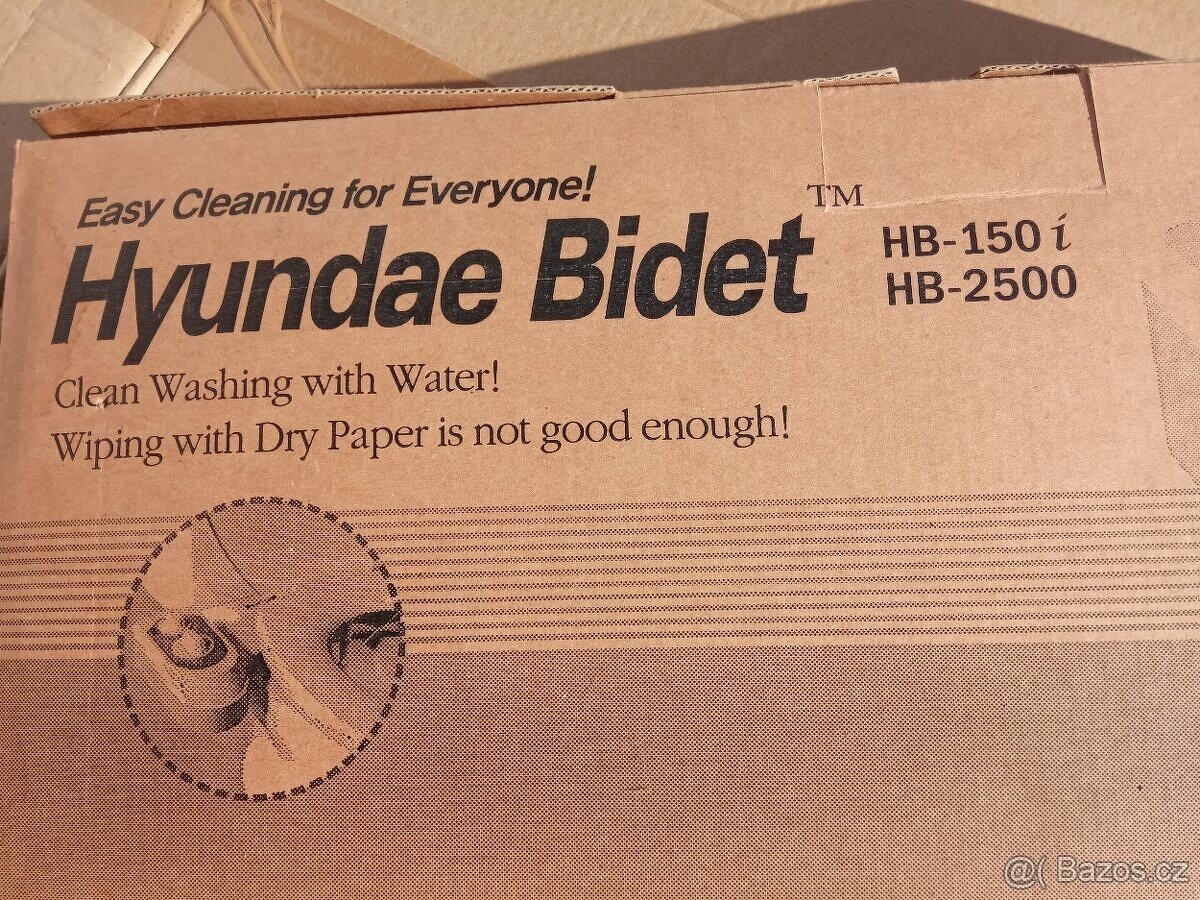 Easy Cleaning for Everyone!
Hyundae Bidet™
HB-150i
HB-2500
Clean Washing with Water!
Wiping with Dry Paper is not good enough!
@( Bazos.cz